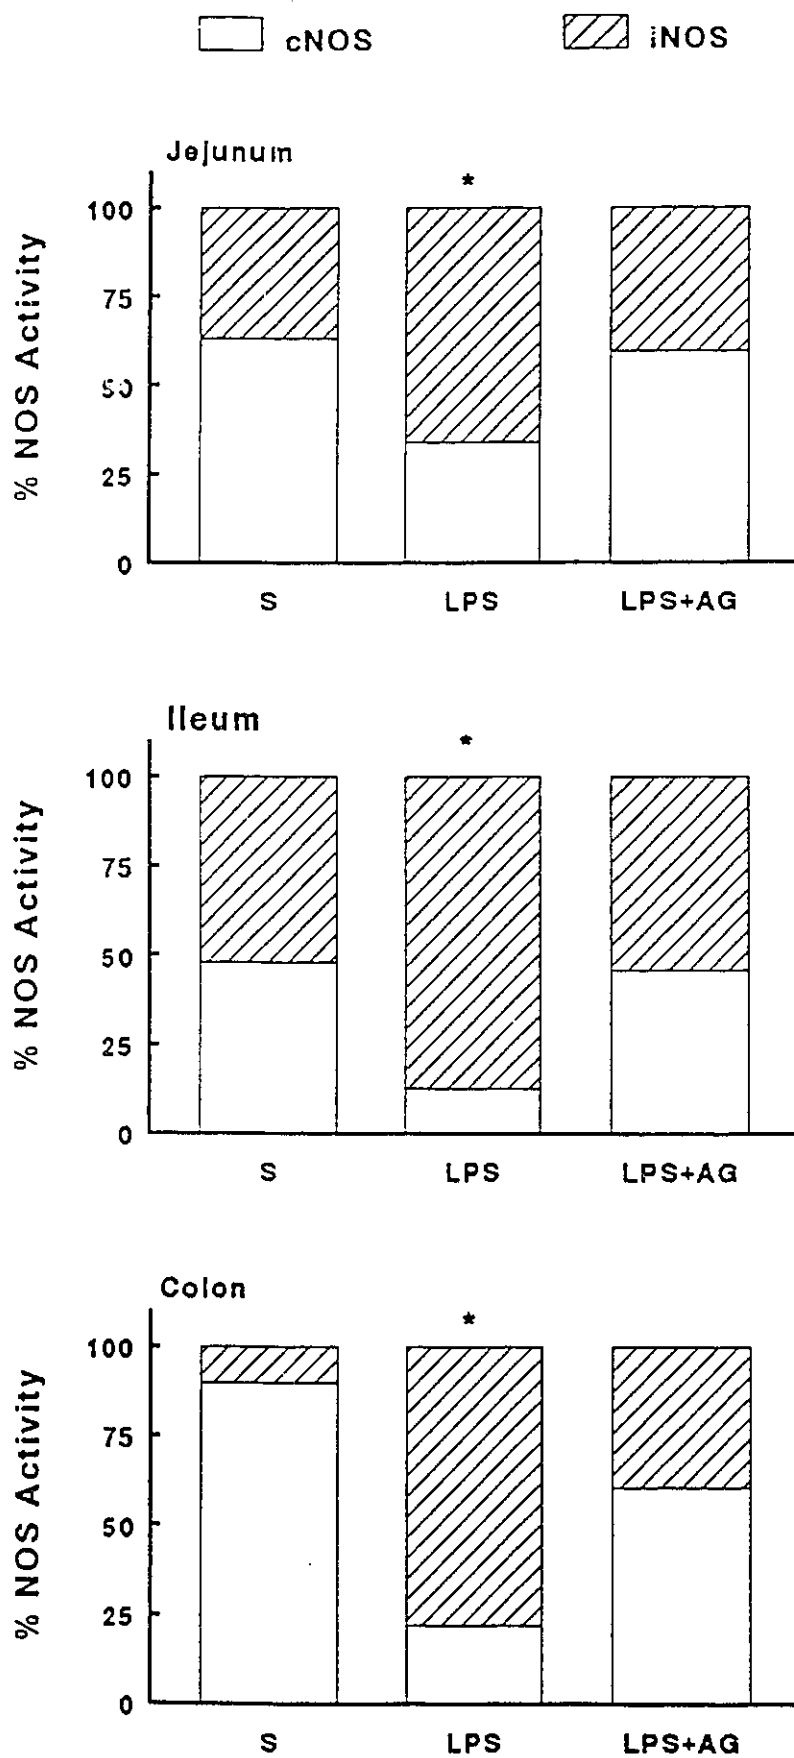 cNOS iNOS
Jejunum
*
% NOS Activity
100
75
50
25
0
S LPS LPS+AG
Ileum
*
% NOS Activity
100
75
50
25
0
S LPS LPS+AG
Colon
*
% NOS Activity
100
75
50
25
0
S LPS LPS+AG